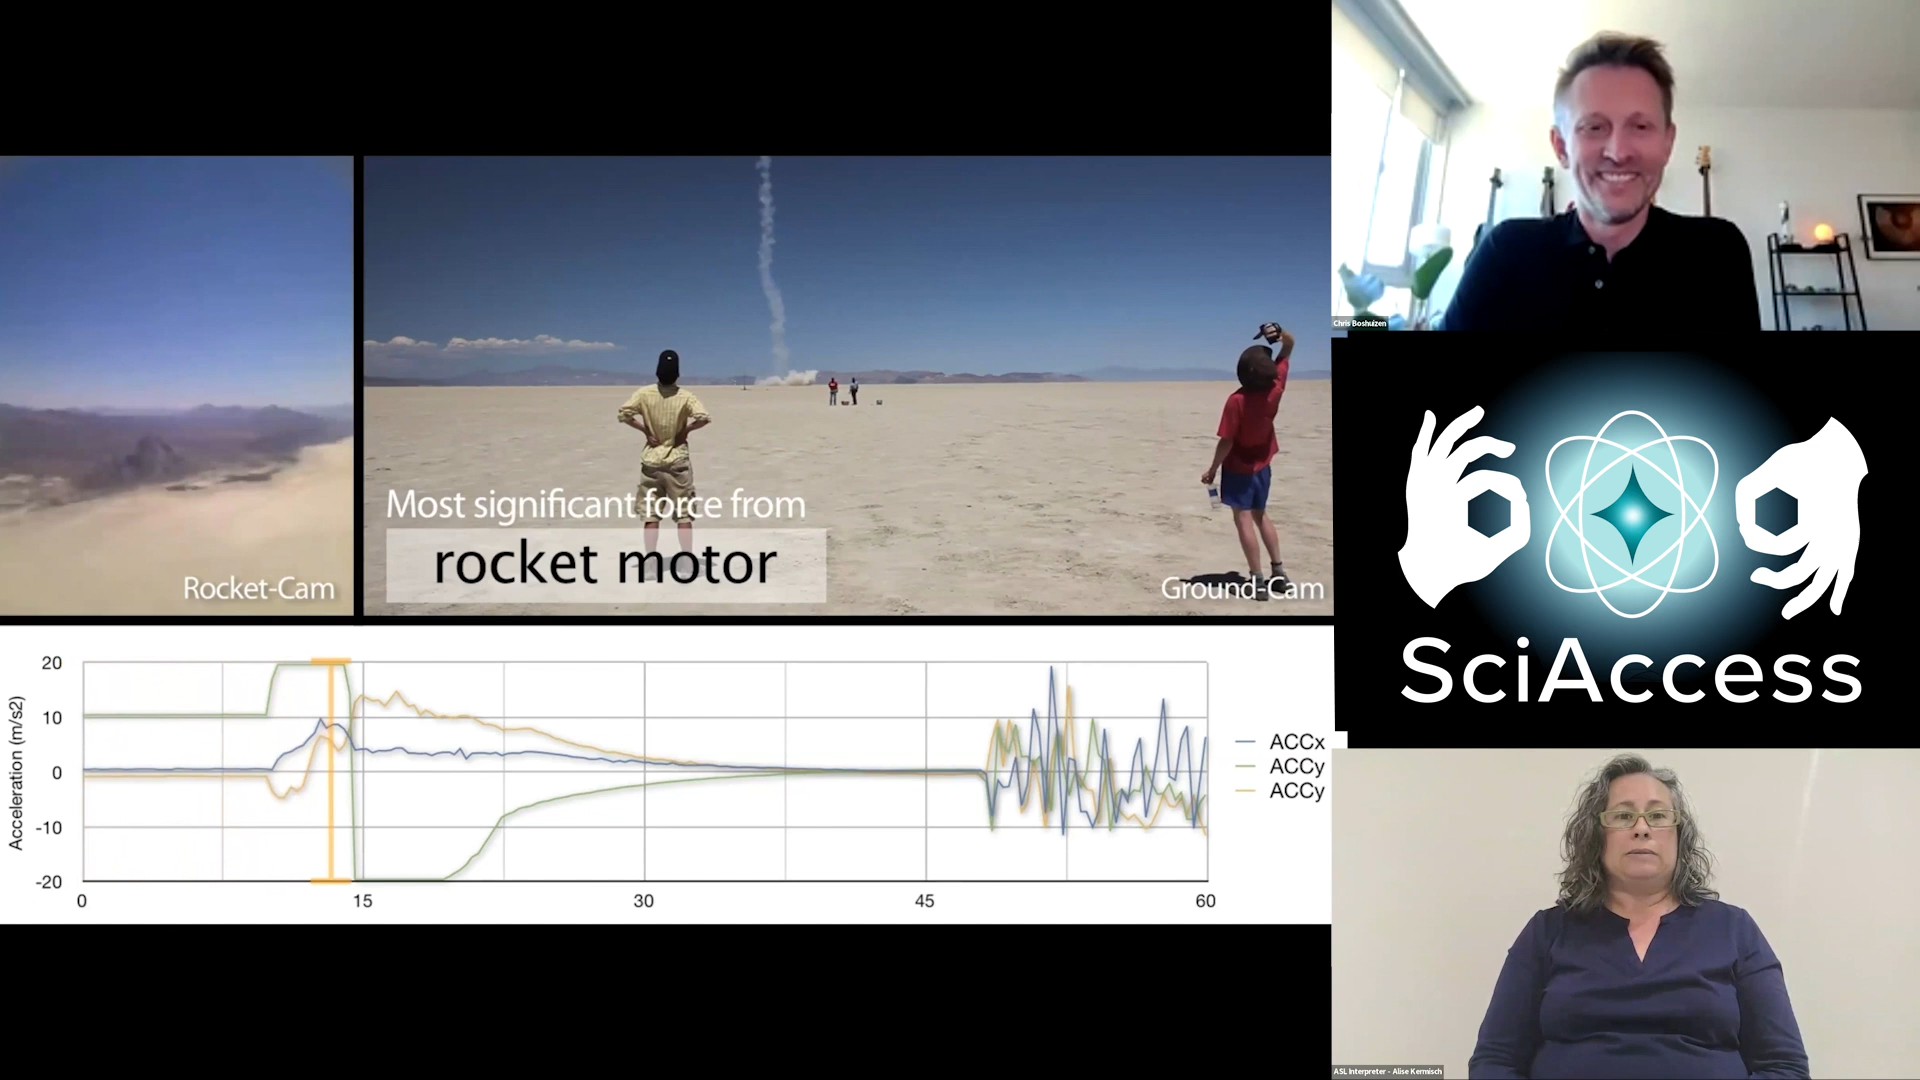 Rocket-Cam
Most significant force from
rocket motor
Ground-Cam
Acceleration (m/s2)
20
10
0
-10
-20
0
15
30
45
60
ACCx
ACCy
ACCy
Chris Boshuizen
SciAccess
ASL Interpreter - Alise Kermisch